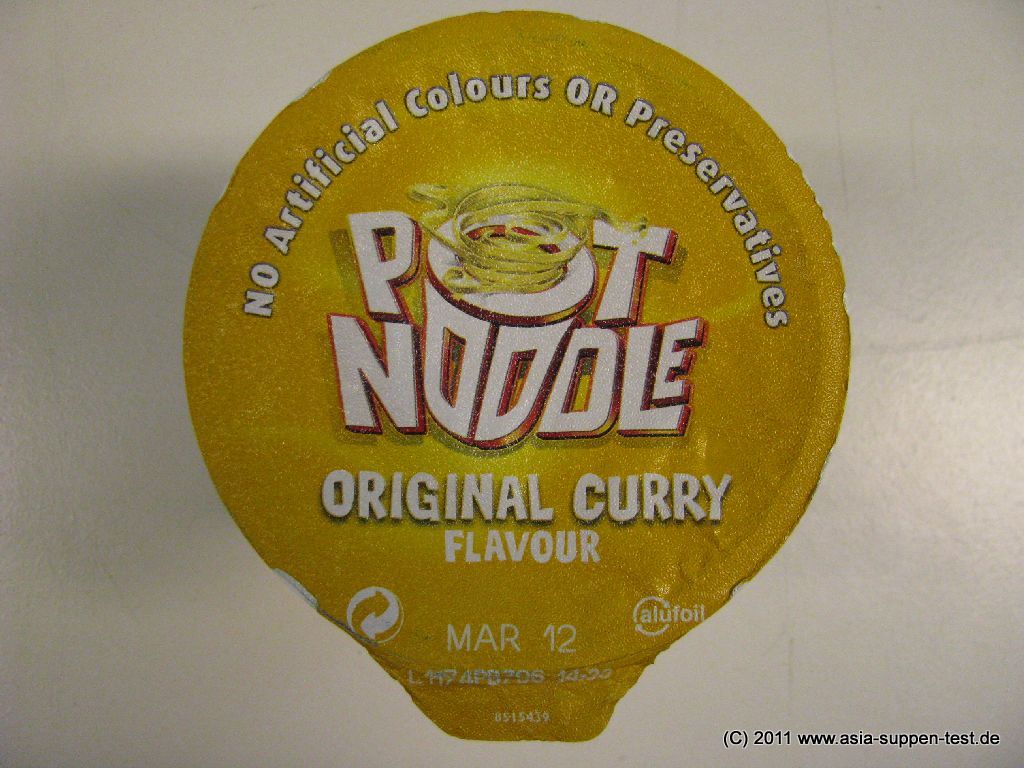 NO Artificial Colours OR Preservatives
POT
NOODLE
ORIGINAL CURRY
FLAVOUR
alufoil
MAR 12
8515439
(C) 2011 www.asia-suppen-test.de